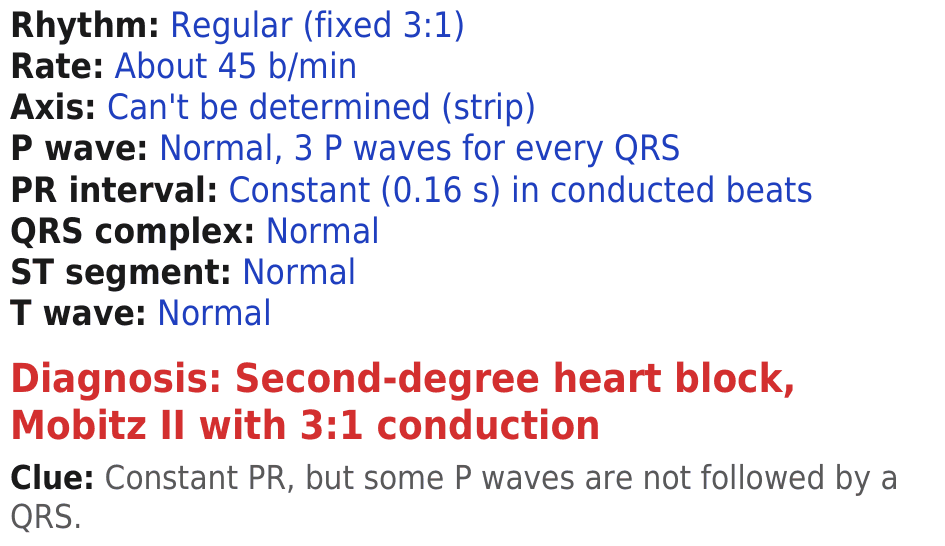 Rhythm: Regular (fixed 3:1)
Rate: About 45 b/min
Axis: Can't be determined (strip)
P wave: Normal, 3 P waves for every QRS
PR interval: Constant (0.16 s) in conducted beats
QRS complex: Normal
ST segment: Normal
T wave: Normal
Diagnosis: Second-degree heart block,
Mobitz II with 3:1 conduction
Clue: Constant PR, but some P waves are not followed by a
QRS.